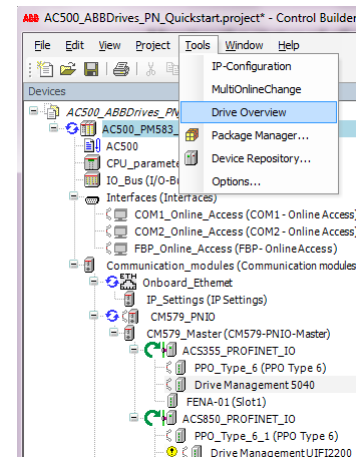 ABB AC500_ABBDrives_PN_Quickstart.project* - Control Builder
File Edit View Project Tools Window Help
IP-Configuration
Devices
MultiOnlineChange
AC500_ABBDrives_PN
Drive Overview
AC500_PM583_
Package Manager...
AC500
CPU_paramete
Device Repository...
IO_Bus (I/O-Bu
Options...
Interfaces (Interfaces)
COM1_Online_Access (COM1 - Online Access)
COM2_Online_Access (COM2 - Online Access)
FBP_Online_Access (FBP - Online Access)
Communication_modules (Communication modules
ETH Onboard_Ethernet
IP_Settings (IP Settings)
CM579_PNIO
CM579_Master (CM579-PNIO-Master)
ACS355_PROFINET_IO
PPO_Type_6 (PPO Type 6)
Drive Management 5040
FENA-01 (Slot1)
ACS850_PROFINET_IO
PPO_Type_6_1 (PPO Type 6)
Drive Management UIFI2200